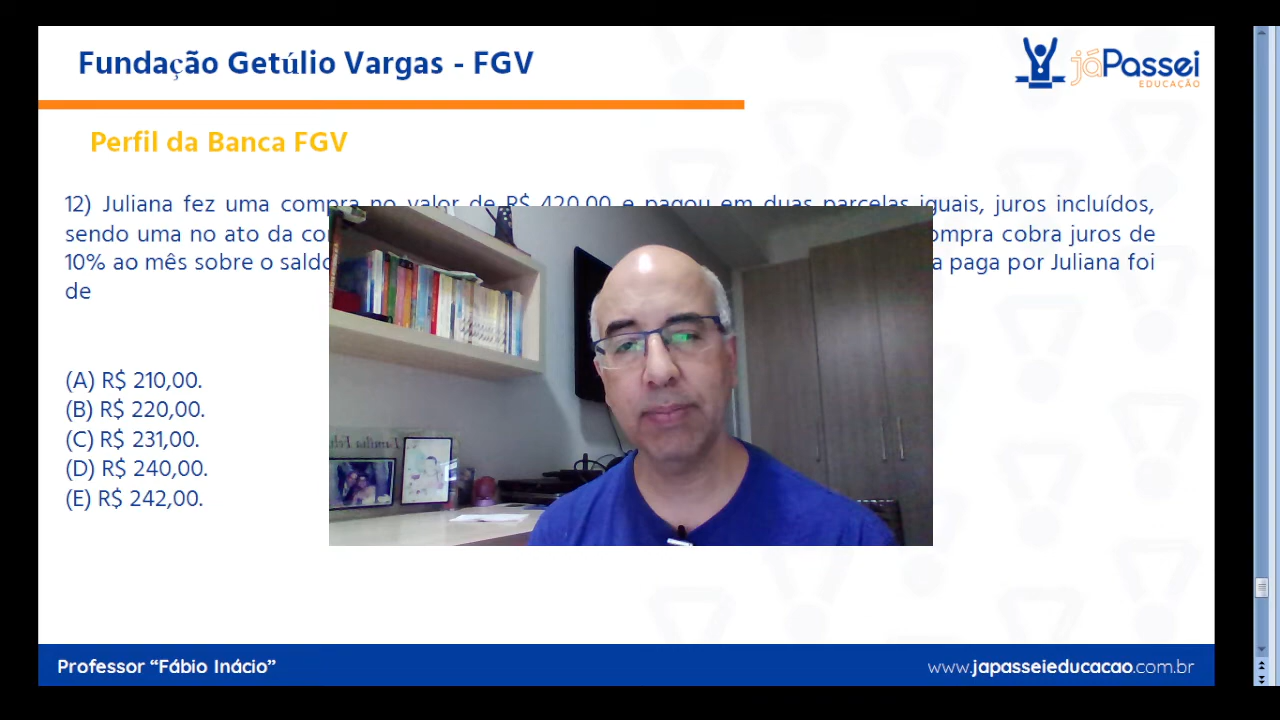 Fundação Getúlio Vargas - FGV
jáPassei
EDUCAÇÃO
Perfil da Banca FGV
12) Juliana fez uma compra no valor de R$ 420,00 e pagou em duas parcelas iguais, juros incluídos,
sendo uma no ato da ompra cobra juros de
10% ao mês sobre o a paga por Juliana foi
de
(A) R$ 210,00.
(B) R$ 220,00.
(C) R$ 231,00.
(D) R$ 240,00.
(E) R$ 242,00.
Professor “Fábio Inácio”
www.japasseieducacao.com.br